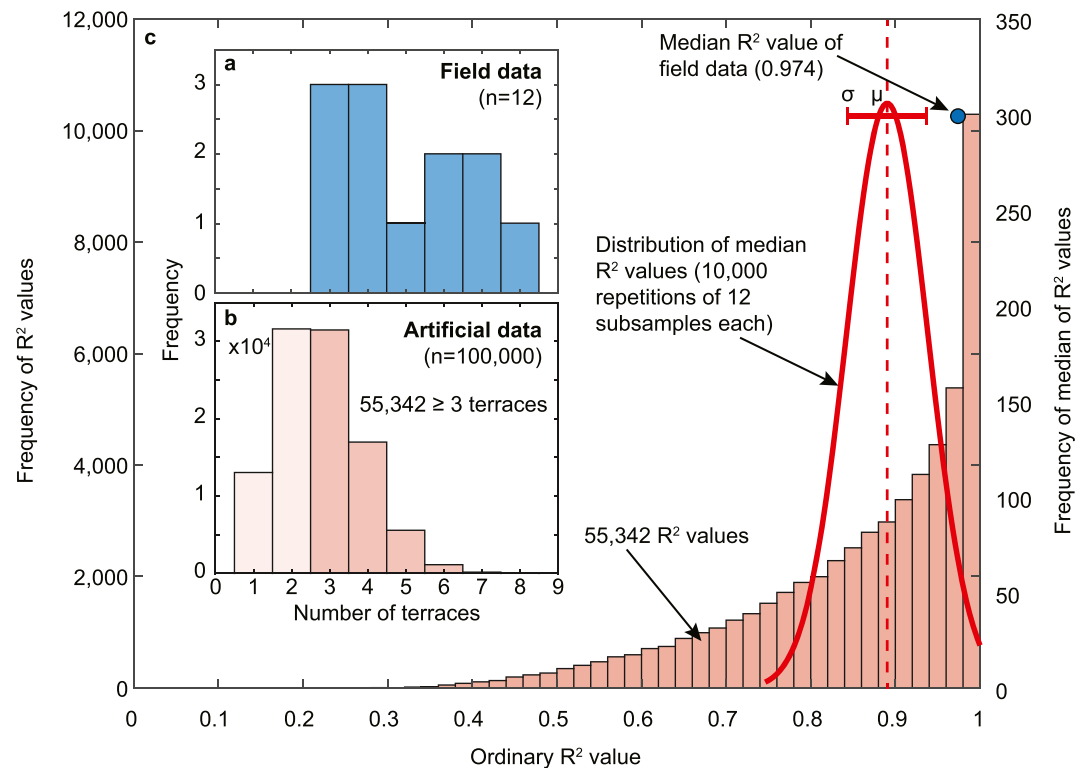 c
12,000
10,000
8,000
6,000
4,000
2,000
0
Frequency of R² values
a
Field data
(n=12)
3
2
1
0
Frequency
b
x10⁴
Artificial data
(n=100,000)
55,342 ≥ 3 terraces
3
2
1
0
0 1 2 3 4 5 6 7 8 9
Number of terraces
Median R² value of
field data (0.974)
σ µ
Distribution of median
R² values (10,000
repetitions of 12
subsamples each)
55,342 R² values
350
300
250
200
150
100
50
0
Frequency of median of R² values
0 0.1 0.2 0.3 0.4 0.5 0.6 0.7 0.8 0.9 1
Ordinary R² value